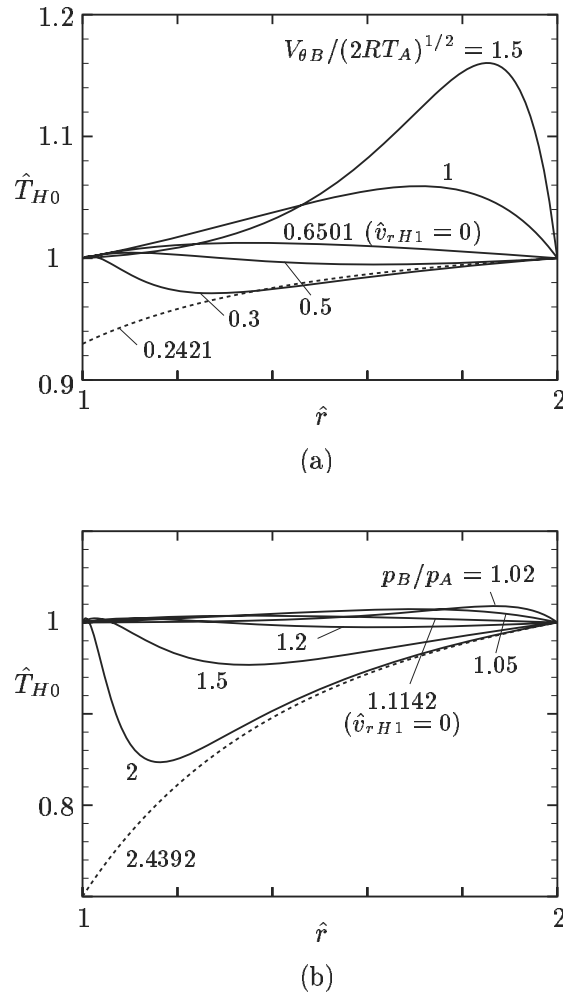 1.2
V_{θB}/(2RT_A)^{1/2} = 1.5
1.1
T̂_{H0}
1
0.6501 (v̂_{rH1} = 0)
1
0.3
0.5
0.2421
0.9
1
2
r̂
(a)
p_B/p_A = 1.02
1
1.2
1.05
T̂_{H0}
1.5
1.1142
(v̂_{rH1} = 0)
2
0.8
2.4392
1
2
r̂
(b)